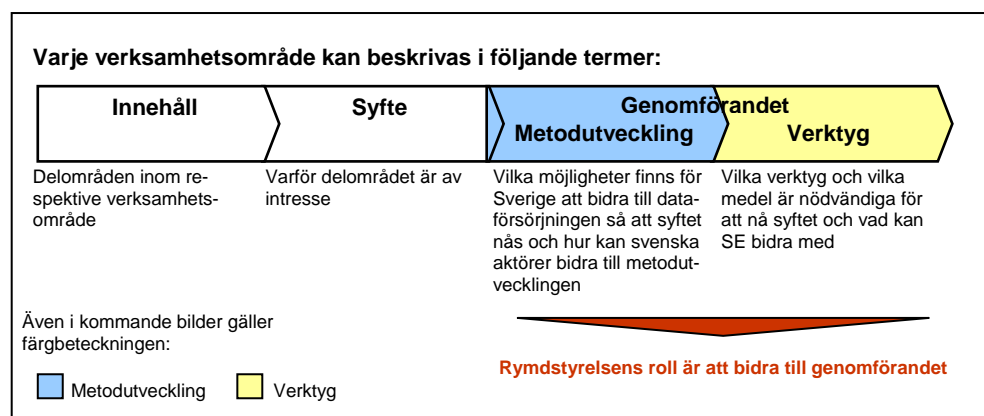 Varje verksamhetsområde kan beskrivas i följande termer:
Innehåll
Syfte
Genomförandet
Metodutveckling
Verktyg
Delområden inom re-
spektive verksamhets-
område
Varför delområdet är av
intresse
Vilka möjligheter finns för
Sverige att bidra till data-
försörjningen så att syftet
nås och hur kan svenska
aktörer bidra till metodut-
vecklingen
Vilka verktyg och vilka
medel är nödvändiga för
att nå syftet och vad kan
SE bidra med
Även i kommande bilder gäller
färgbeteckningen:
Metodutveckling
Verktyg
Rymdstyrelsens roll är att bidra till genomförandet